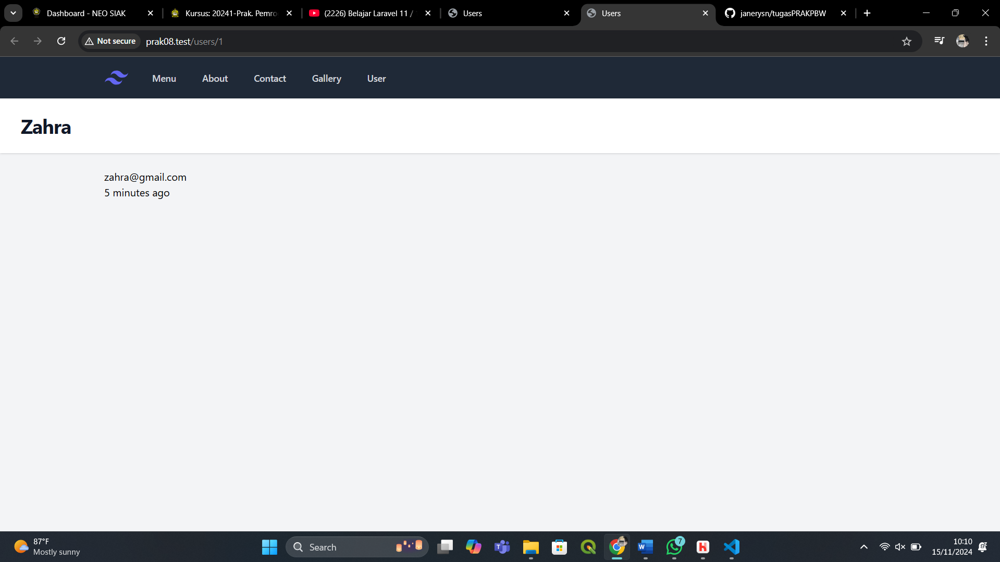 Dashboard - NEO SIAK
Kursus: 20241-Prak. Pemro
(2226) Belajar Laravel 11 /
Users
Users
janerysn/tugasPRAKPBW
Not secure
prak08.test/users/1
Menu
About
Contact
Gallery
User
Zahra
zahra@gmail.com
5 minutes ago
87°F
Mostly sunny
Search
7
10:10
15/11/2024